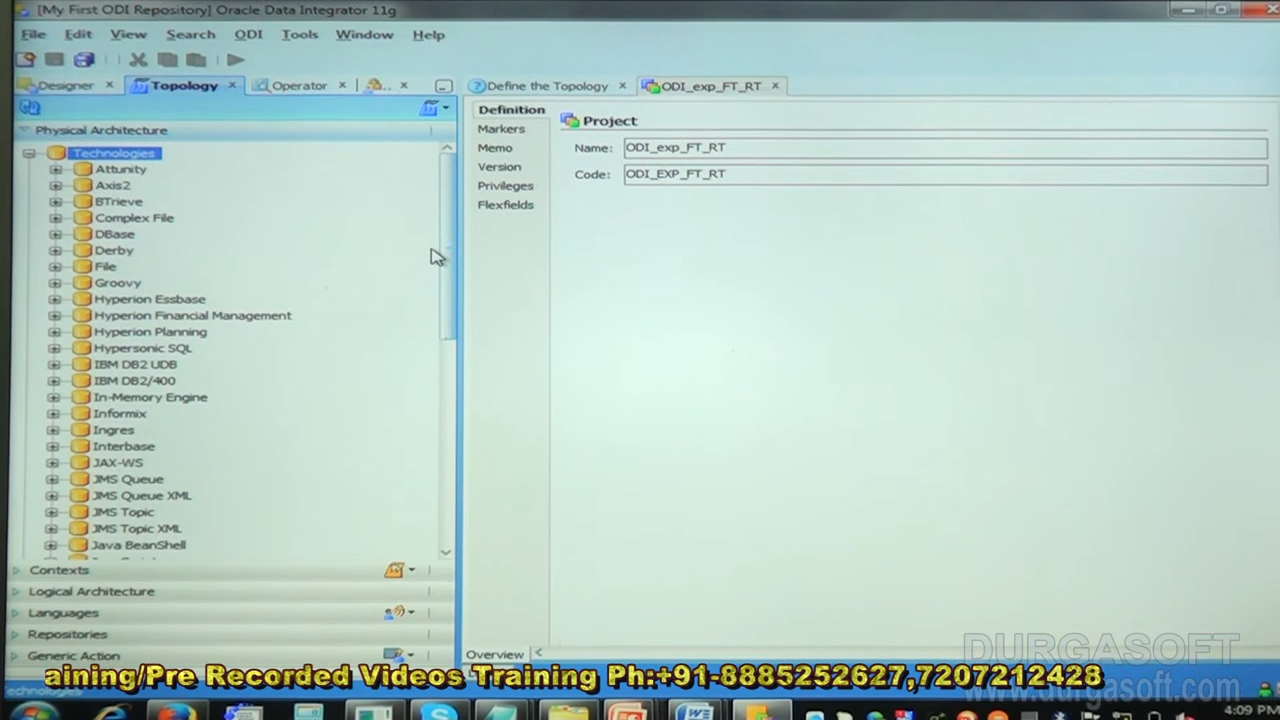 [My First ODI Repository] Oracle Data Integrator 11g
File Edit View Search ODI Tools Window Help
Designer Topology Operator
Define the Topology ODI_exp_FT_RT
Physical Architecture
Technologies
Attunity
Axis2
BTrieve
Complex File
DBase
Derby
File
Groovy
Hyperion Essbase
Hyperion Financial Management
Hyperion Planning
Hypersonic SQL
IBM DB2 UDB
IBM DB2/400
In-Memory Engine
Informix
Ingres
Interbase
JAX-WS
JMS Queue
JMS Queue XML
JMS Topic
JMS Topic XML
Java BeanShell
Contexts
Logical Architecture
Languages
Repositories
Generic Action
Definition
Markers
Memo
Version
Privileges
Flexfields
Project
Name: ODI_exp_FT_RT
Code: ODI_EXP_FT_RT
Overview
DURGASOFT
www.durgasoft.com
aining/Pre Recorded Videos Training Ph:+91-8885252627,7207212428
4:09 PM